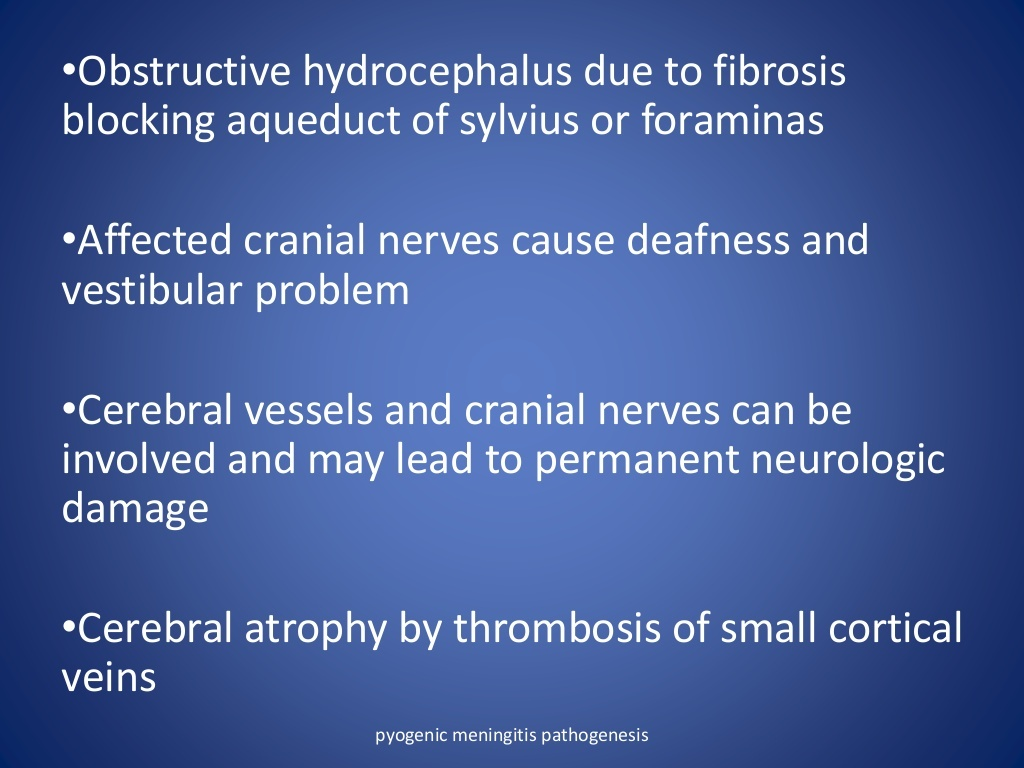 •Obstructive hydrocephalus due to fibrosis
blocking aqueduct of sylvius or foraminas
•Affected cranial nerves cause deafness and
vestibular problem
•Cerebral vessels and cranial nerves can be
involved and may lead to permanent neurologic
damage
•Cerebral atrophy by thrombosis of small cortical
veins
pyogenic meningitis pathogenesis